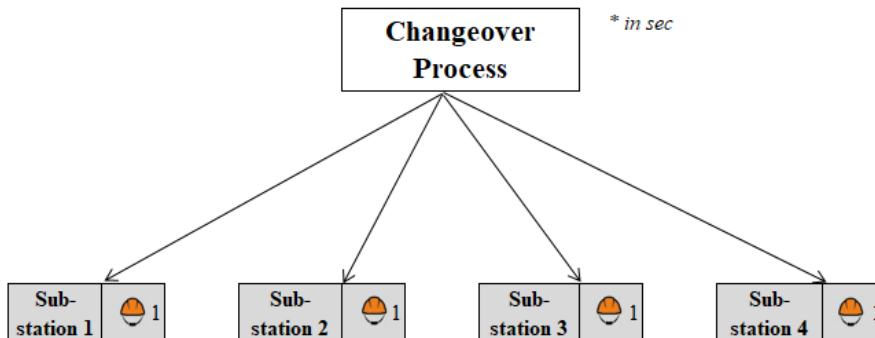 Changeover
Process
* in sec
Sub-
station 1
1
Sub-
station 2
1
Sub-
station 3
1
Sub-
station 4